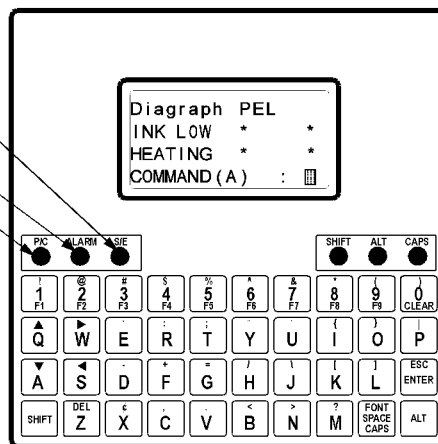 Diagraph PEL
INK LOW * *
HEATING * *
COMMAND (A) :
P/C ALARM S/E SHIFT ALT CAPS
! @ # $ % ^ & * ( )
1 2 3 4 5 6 7 8 9 0
F1 F2 F3 F4 F5 F6 F7 F8 F9 CLEAR
▲ ► : ; { } |
Q W E R T Y U I O P
▼ ◄ - + = / \ [ ] ESC
A S D F G H J K L ENTER
DEL ¢ < > ? FONT
SHIFT Z X C V B N M SPACE ALT
CAPS